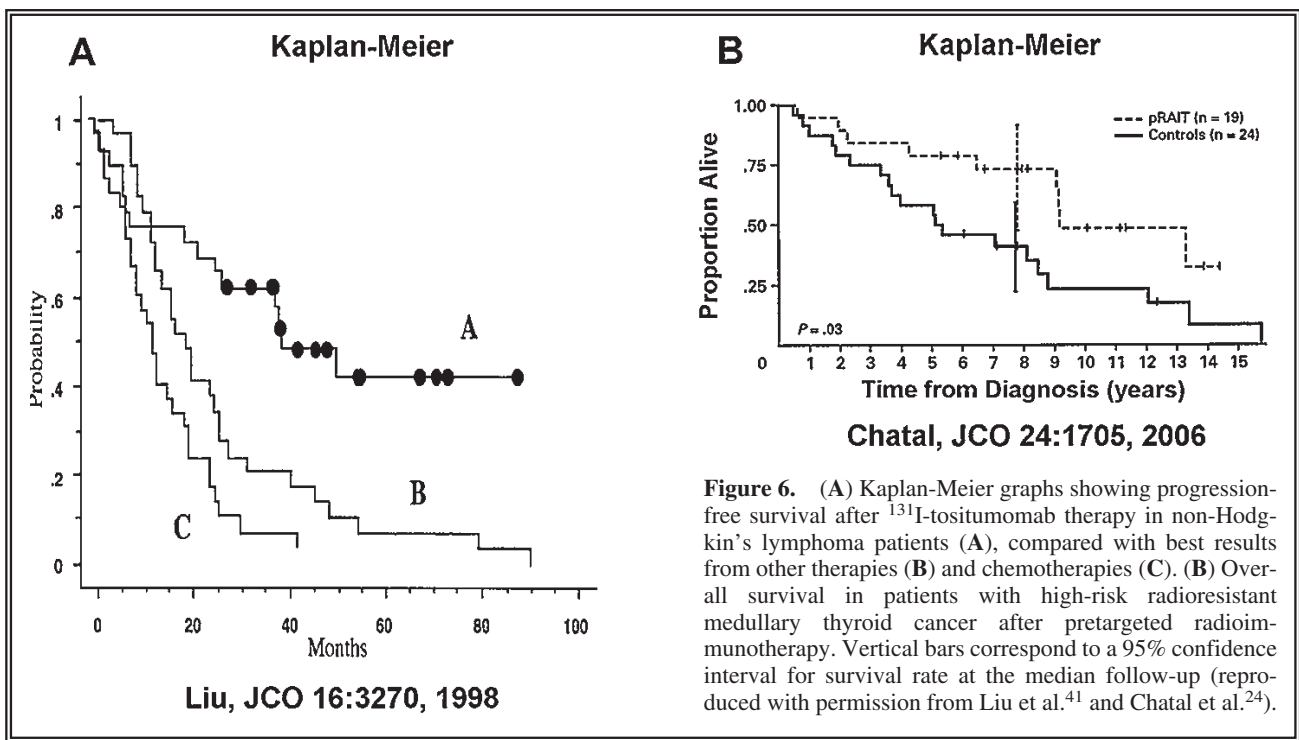 A
Kaplan-Meier
1
.8
.6
.4
.2
0
Probability
A
B
C
0
20
40
60
80
100
Months
Liu, JCO 16:3270, 1998
B
Kaplan-Meier
1.00
0.75
0.50
.25
0
Proportion Alive
pRAIT (n = 19)
Controls (n = 24)
P = .03
1 2 3 4 5 6 7 8 9 10 11 12 13 14 15
Time from Diagnosis (years)
Chatal, JCO 24:1705, 2006
Figure 6. (A) Kaplan-Meier graphs showing progression-
free survival after ¹³¹I-tositumomab therapy in non-Hodg-
kin's lymphoma patients (A), compared with best results
from other therapies (B) and chemotherapies (C). (B) Over-
all survival in patients with high-risk radioresistant
medullary thyroid cancer after pretargeted radioim-
munotherapy. Vertical bars correspond to a 95% confidence
interval for survival rate at the median follow-up (repro-
duced with permission from Liu et al.⁴¹ and Chatal et al.²⁴).